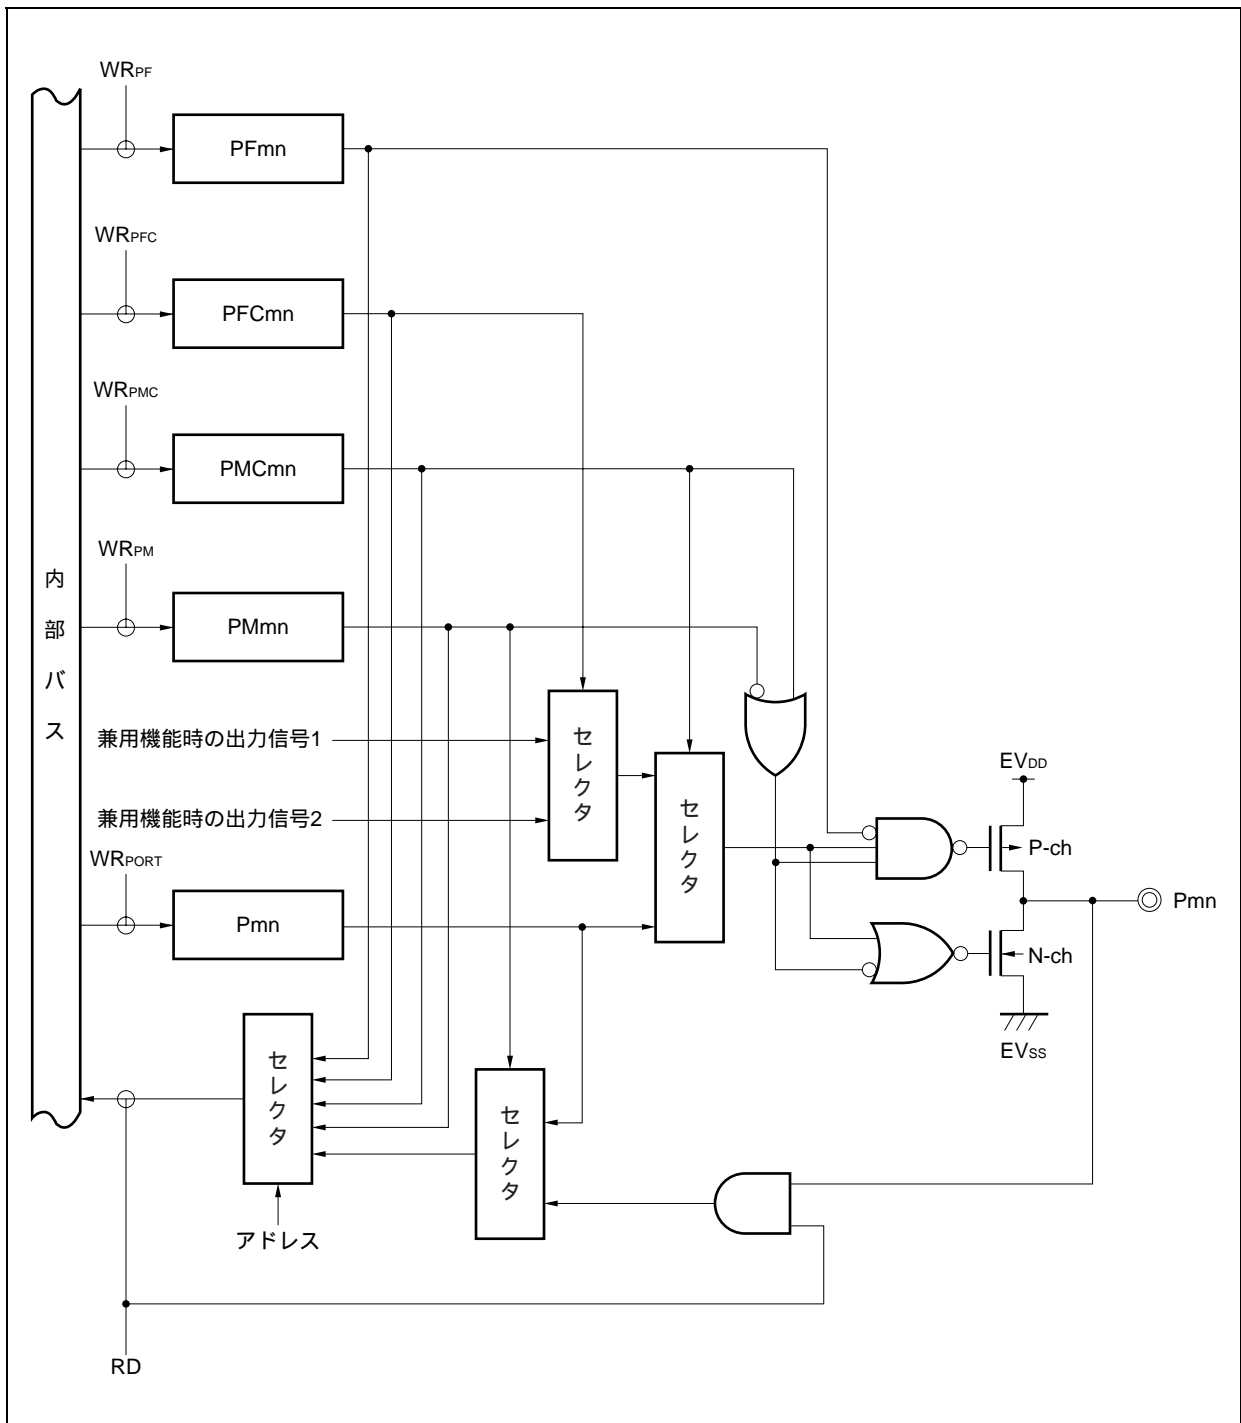 WRPF
PFmn
WRPFC
PFCmn
WRPMC
PMCmn
WRPM
PMmn
内部バス
兼用機能時の出力信号1
兼用機能時の出力信号2
セレクタ
セレクタ
WRPORT
Pmn
EVDD
P-ch
Pmn
N-ch
EVSS
セレクタ
セレクタ
アドレス
RD